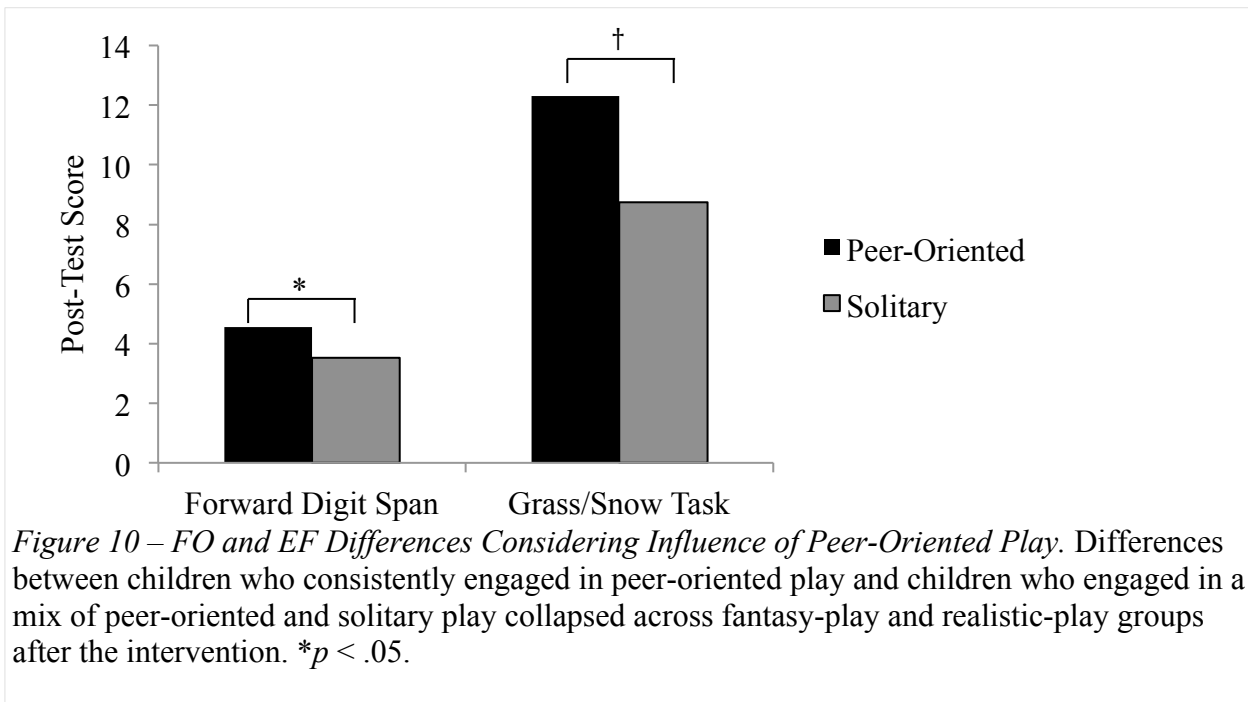 14
12
10
8
6
4
2
0
Post-Test Score
*
†
Forward Digit Span
Grass/Snow Task
Peer-Oriented
Solitary
Figure 10 – FO and EF Differences Considering Influence of Peer-Oriented Play. Differences
between children who consistently engaged in peer-oriented play and children who engaged in a
mix of peer-oriented and solitary play collapsed across fantasy-play and realistic-play groups
after the intervention. *p < .05.